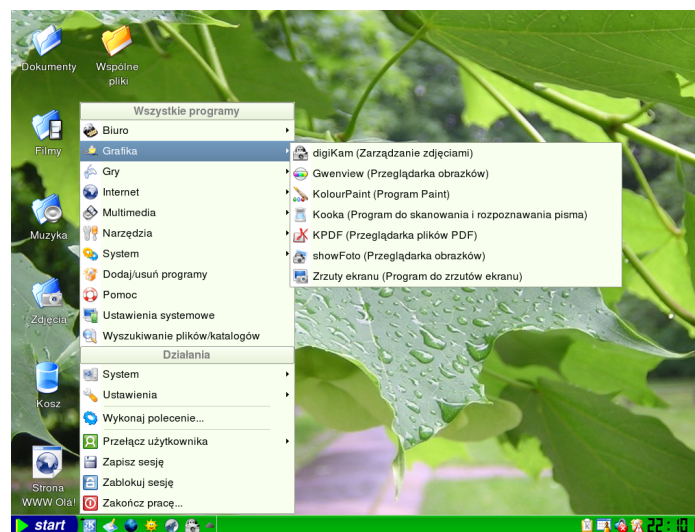 Dokumenty
Wspólne
pliki
Filmy
Muzyka
Zdjęcia
Kosz
Strona
WWW Olá!
Wszystkie programy
Biuro
Grafika
Gry
Internet
Multimedia
Narzędzia
System
Dodaj/usuń programy
Pomoc
Ustawienia systemowe
Wyszukiwanie plików/katalogów
Działania
System
Ustawienia
Wykonaj polecenie...
Przełącz użytkownika
Zapisz sesję
Zablokuj sesję
Zakończ pracę...
digiKam (Zarządzanie zdjęciami)
Gwenview (Przeglądarka obrazków)
KolourPaint (Program Paint)
Kooka (Program do skanowania i rozpoznawania pisma)
KPDF (Przeglądarka plików PDF)
showFoto (Przeglądarka obrazków)
Zrzuty ekranu (Program do zrzutów ekranu)
start